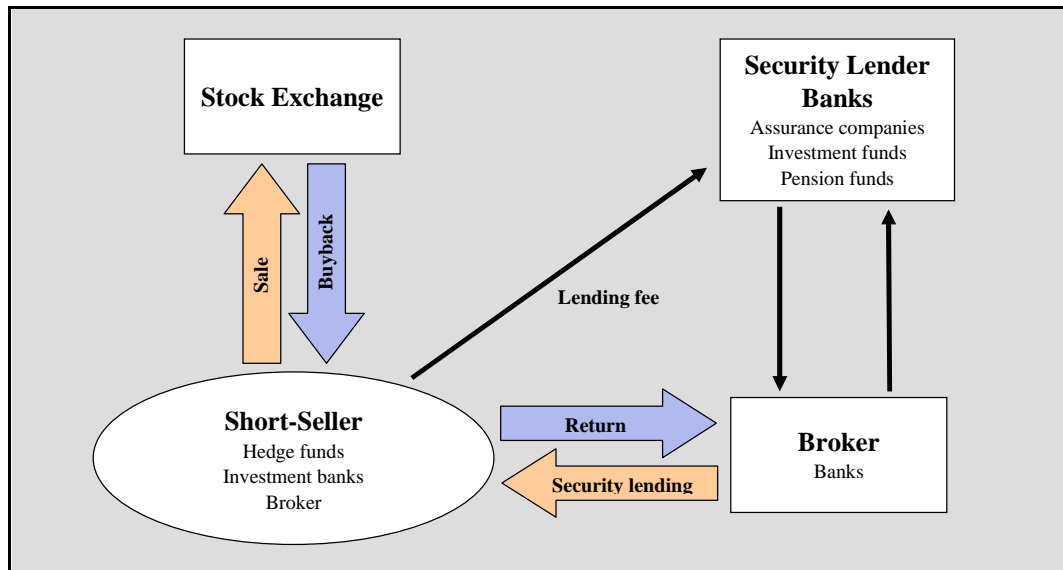 Stock Exchange
Security Lender
Banks
Assurance companies
Investment funds
Pension funds
Sale
Buyback
Lending fee
Short-Seller
Hedge funds
Investment banks
Broker
Return
Security lending
Broker
Banks